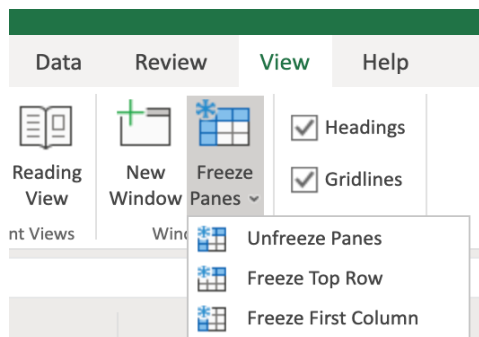 Data Review View Help
Reading View
New Window
Freeze Panes
Headings
Gridlines
nt Views
Unfreeze Panes
Freeze Top Row
Freeze First Column